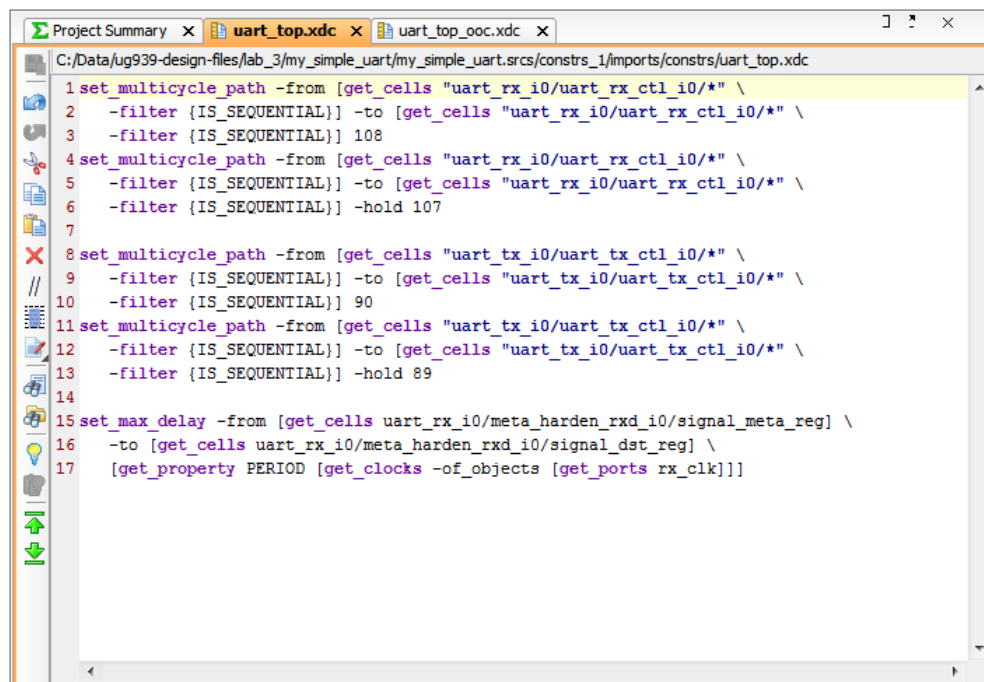 Project Summary uart_top.xdc uart_top_ooc.xdc
C:/Data/ug939-design-files/lab_3/my_simple_uart/my_simple_uart.srcs/constrs_1/imports/constrs/uart_top.xdc
1 set_multicycle_path -from [get_cells "uart_rx_i0/uart_rx_ctl_i0/*" \
2 -filter {IS_SEQUENTIAL}] -to [get_cells "uart_rx_i0/uart_rx_ctl_i0/*" \
3 -filter {IS_SEQUENTIAL}] 108
4 set_multicycle_path -from [get_cells "uart_rx_i0/uart_rx_ctl_i0/*" \
5 -filter {IS_SEQUENTIAL}] -to [get_cells "uart_rx_i0/uart_rx_ctl_i0/*" \
6 -filter {IS_SEQUENTIAL}] -hold 107
7
8 set_multicycle_path -from [get_cells "uart_tx_i0/uart_tx_ctl_i0/*" \
9 -filter {IS_SEQUENTIAL}] -to [get_cells "uart_tx_i0/uart_tx_ctl_i0/*" \
10 -filter {IS_SEQUENTIAL}] 90
11 set_multicycle_path -from [get_cells "uart_tx_i0/uart_tx_ctl_i0/*" \
12 -filter {IS_SEQUENTIAL}] -to [get_cells "uart_tx_i0/uart_tx_ctl_i0/*" \
13 -filter {IS_SEQUENTIAL}] -hold 89
14
15 set_max_delay -from [get_cells uart_rx_i0/meta_harden_rxd_i0/signal_meta_reg] \
16 -to [get_cells uart_rx_i0/meta_harden_rxd_i0/signal_dst_reg] \
17 [get_property PERIOD [get_clocks -of_objects [get_ports rx_clk]]]